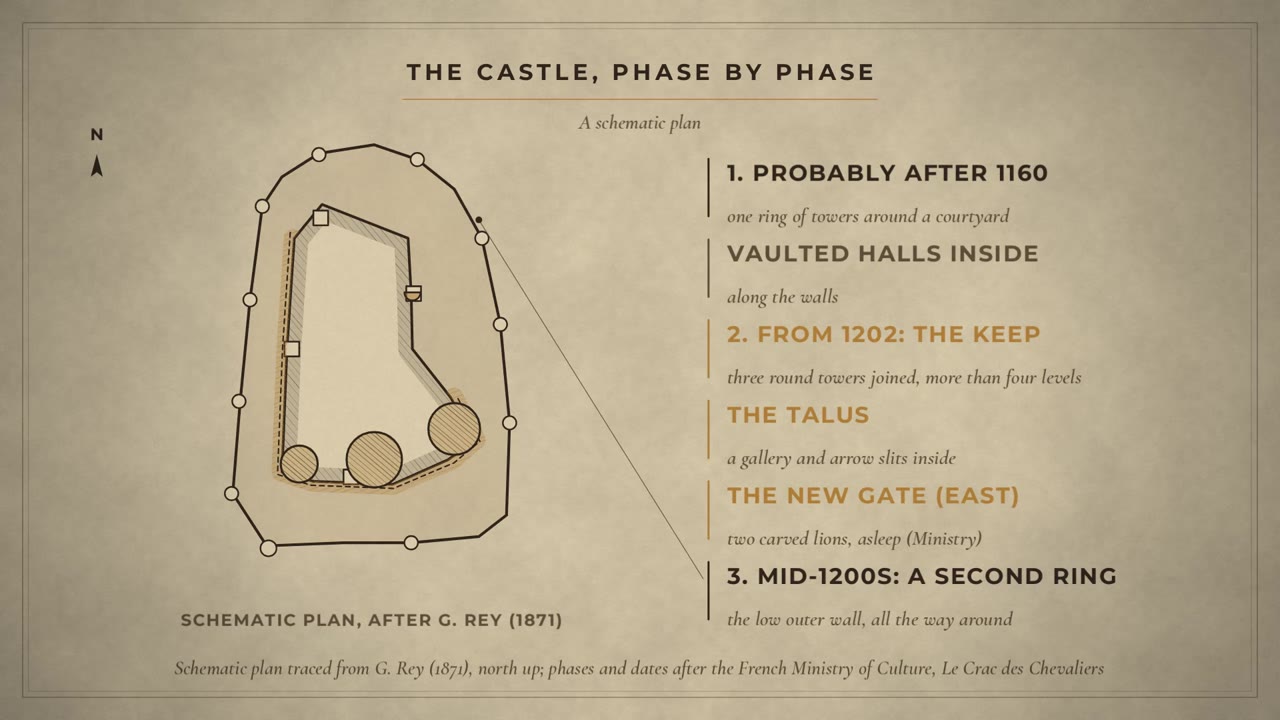 THE CASTLE, PHASE BY PHASE
A schematic plan
N
1. PROBABLY AFTER 1160
one ring of towers around a courtyard
VAULTED HALLS INSIDE
along the walls
2. FROM 1202: THE KEEP
three round towers joined, more than four levels
THE TALUS
a gallery and arrow slits inside
THE NEW GATE (EAST)
two carved lions, asleep (Ministry)
3. MID-1200S: A SECOND RING
the low outer wall, all the way around
SCHEMATIC PLAN, AFTER G. REY (1871)
Schematic plan traced from G. Rey (1871), north up; phases and dates after the French Ministry of Culture, Le Crac des Chevaliers